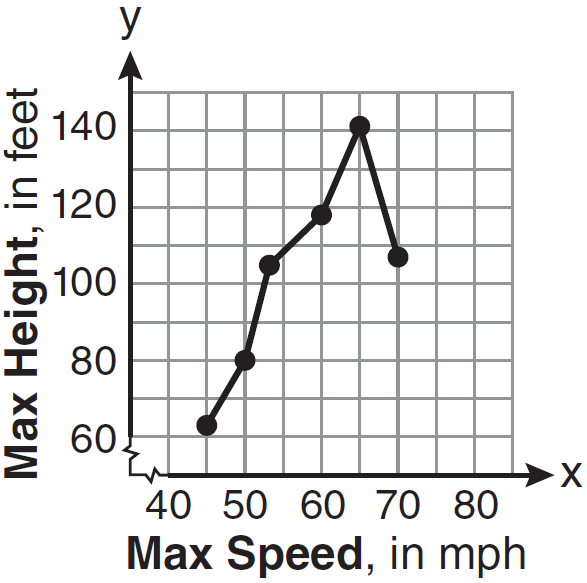 y
Max Height, in feet
140
120
100
80
60
x
40 50 60 70 80
Max Speed, in mph